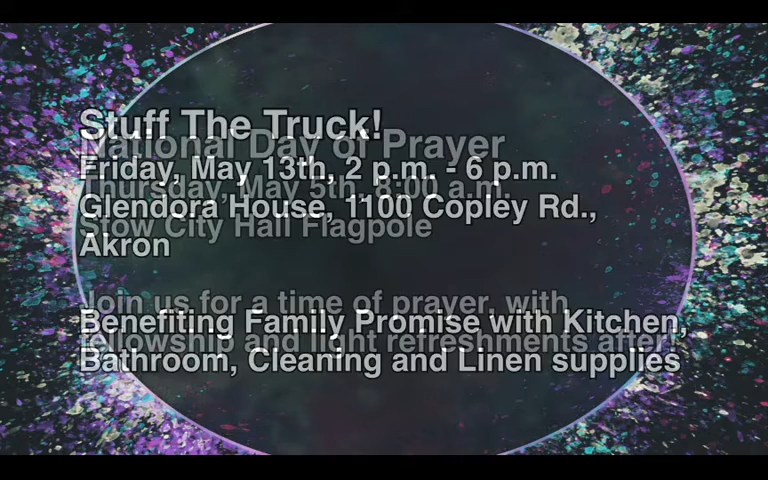 Stuff The Truck!
Friday, May 13th, 2 p.m. - 6 p.m.
Glendora House, 1100 Copley Rd.,
Akron
Benefiting Family Promise with Kitchen,
Bathroom, Cleaning and Linen supplies
National Day of Prayer
Thursday, May 5th, 8:00 a.m.
Stow City Hall Flagpole
Join us for a time of prayer, with
fellowship and light refreshments after!